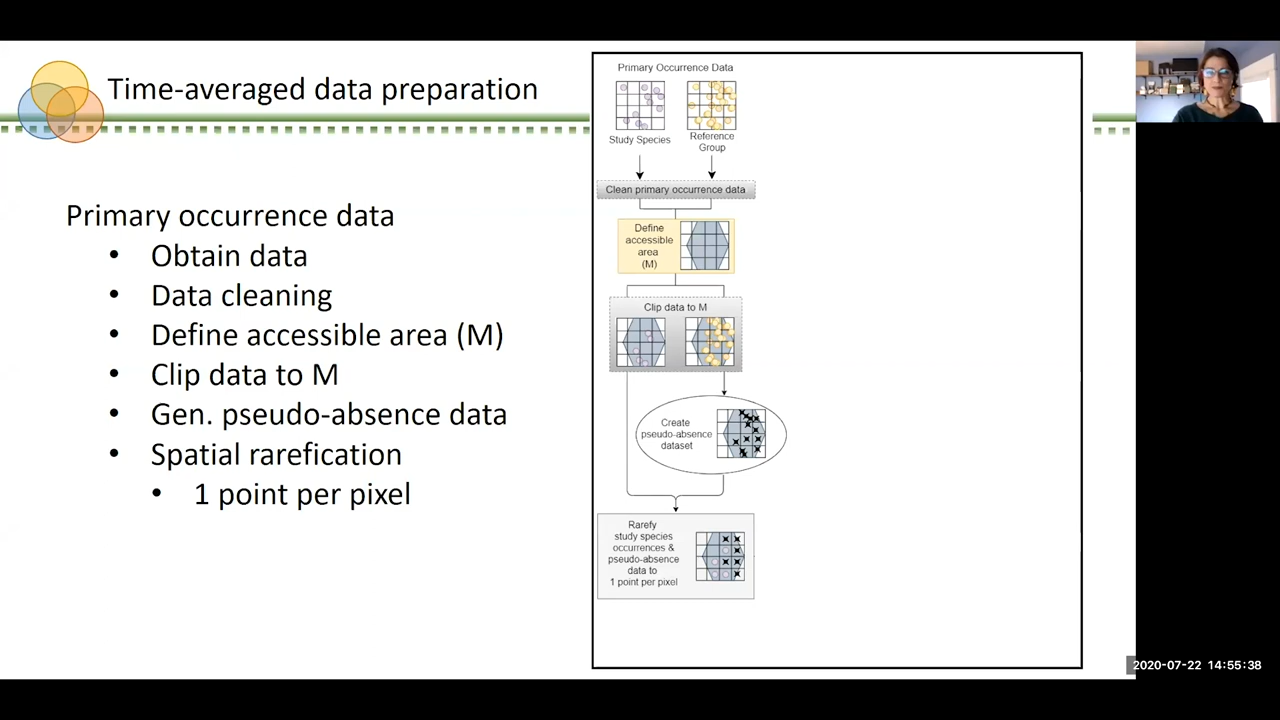 Time-averaged data preparation
Primary occurrence data
• Obtain data
• Data cleaning
• Define accessible area (M)
• Clip data to M
• Gen. pseudo-absence data
• Spatial rarefication
• 1 point per pixel
Primary Occurrence Data
Study Species
Reference
Group
Clean primary occurrence data
Define
accessible
area
(M)
Clip data to M
Create
pseudo-absence
dataset
Rarefy
study species
occurrences &
pseudo-absence
data to
1 point per pixel
2020-07-22 14:55:38